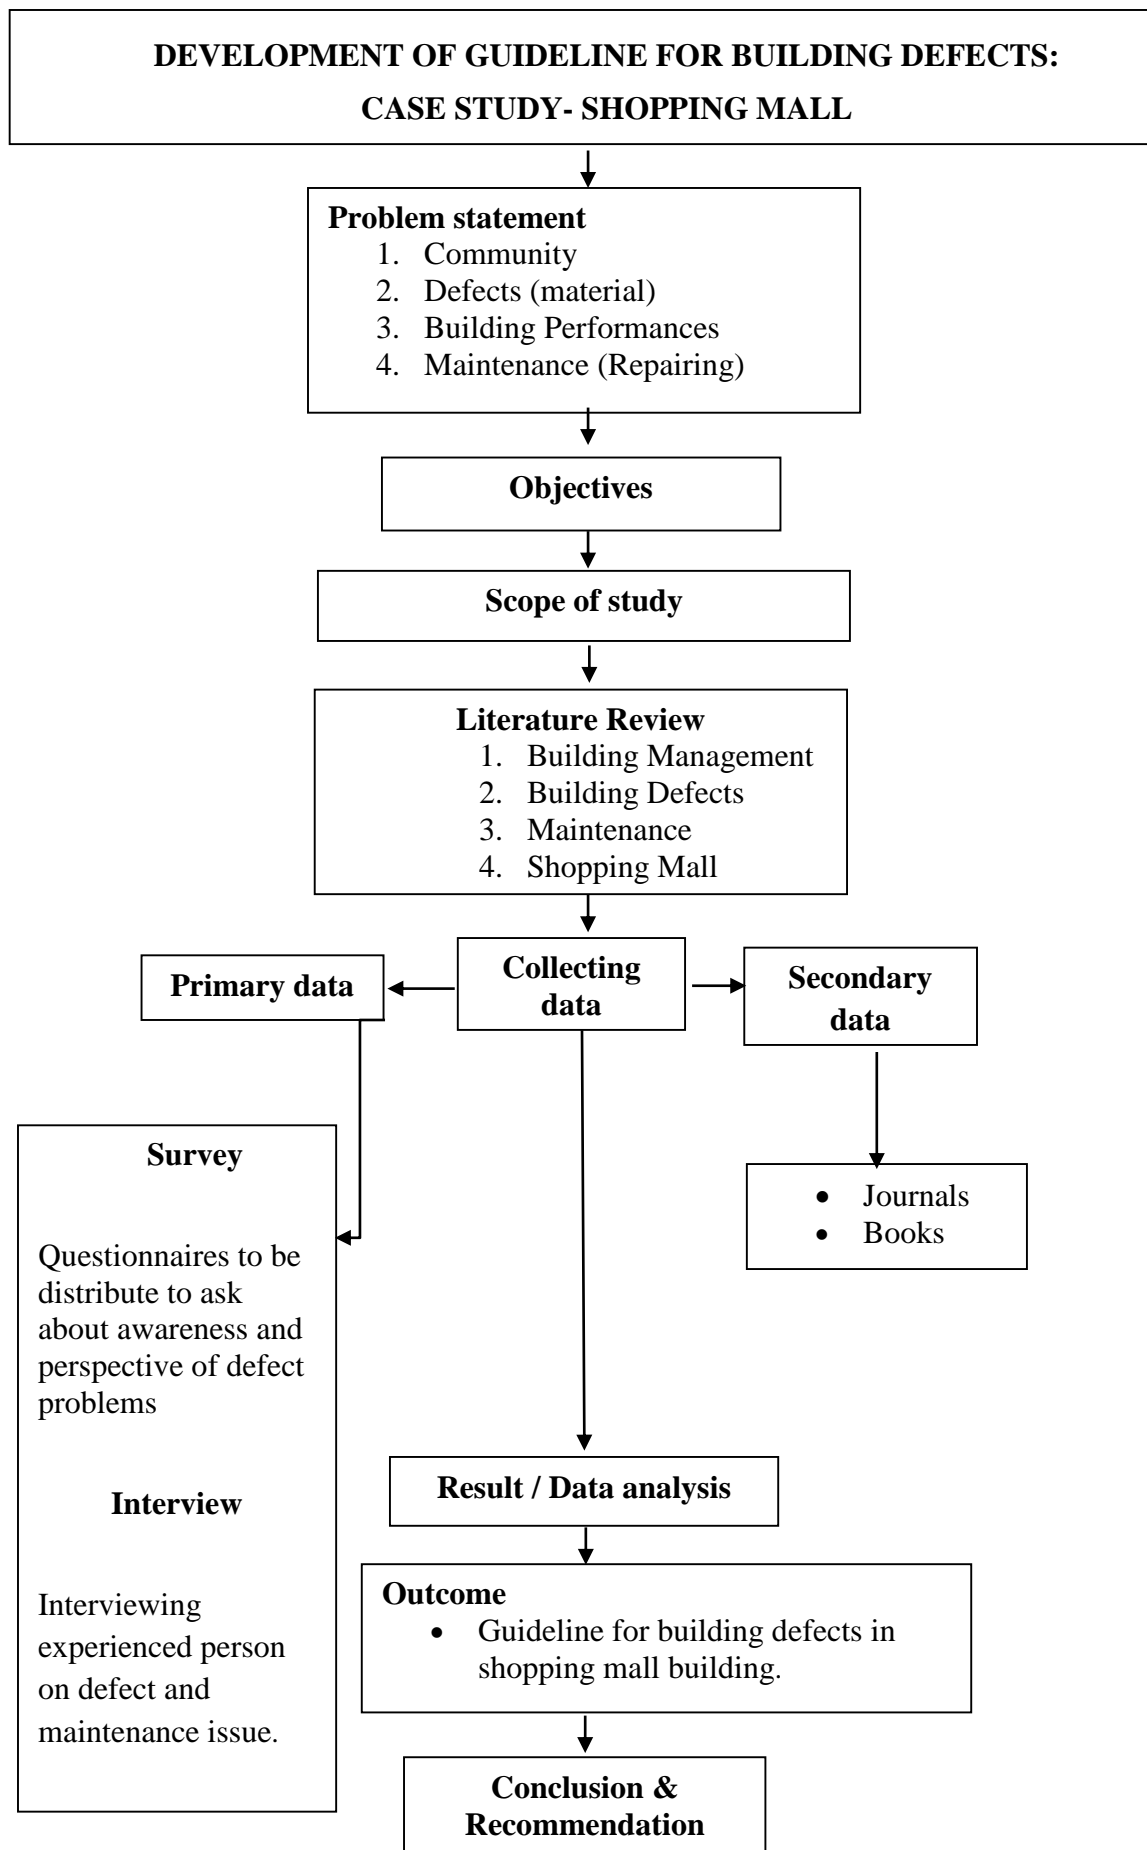 DEVELOPMENT OF GUIDELINE FOR BUILDING DEFECTS:
CASE STUDY- SHOPPING MALL
Problem statement
1. Community
2. Defects (material)
3. Building Performances
4. Maintenance (Repairing)
Objectives
Scope of study
Literature Review
1. Building Management
2. Building Defects
3. Maintenance
4. Shopping Mall
Primary data
Collecting
data
Secondary
data
Survey
Questionnaires to be
distribute to ask
about awareness and
perspective of defect
problems
Interview
Interviewing
experienced person
on defect and
maintenance issue.
• Journals
• Books
Result / Data analysis
Outcome
• Guideline for building defects in
shopping mall building.
Conclusion &
Recommendation